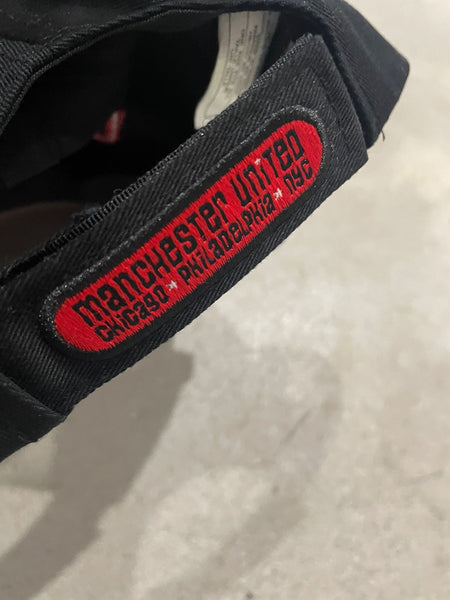 mancHester united
cHicago * PHiLaDeLPHia * nyc